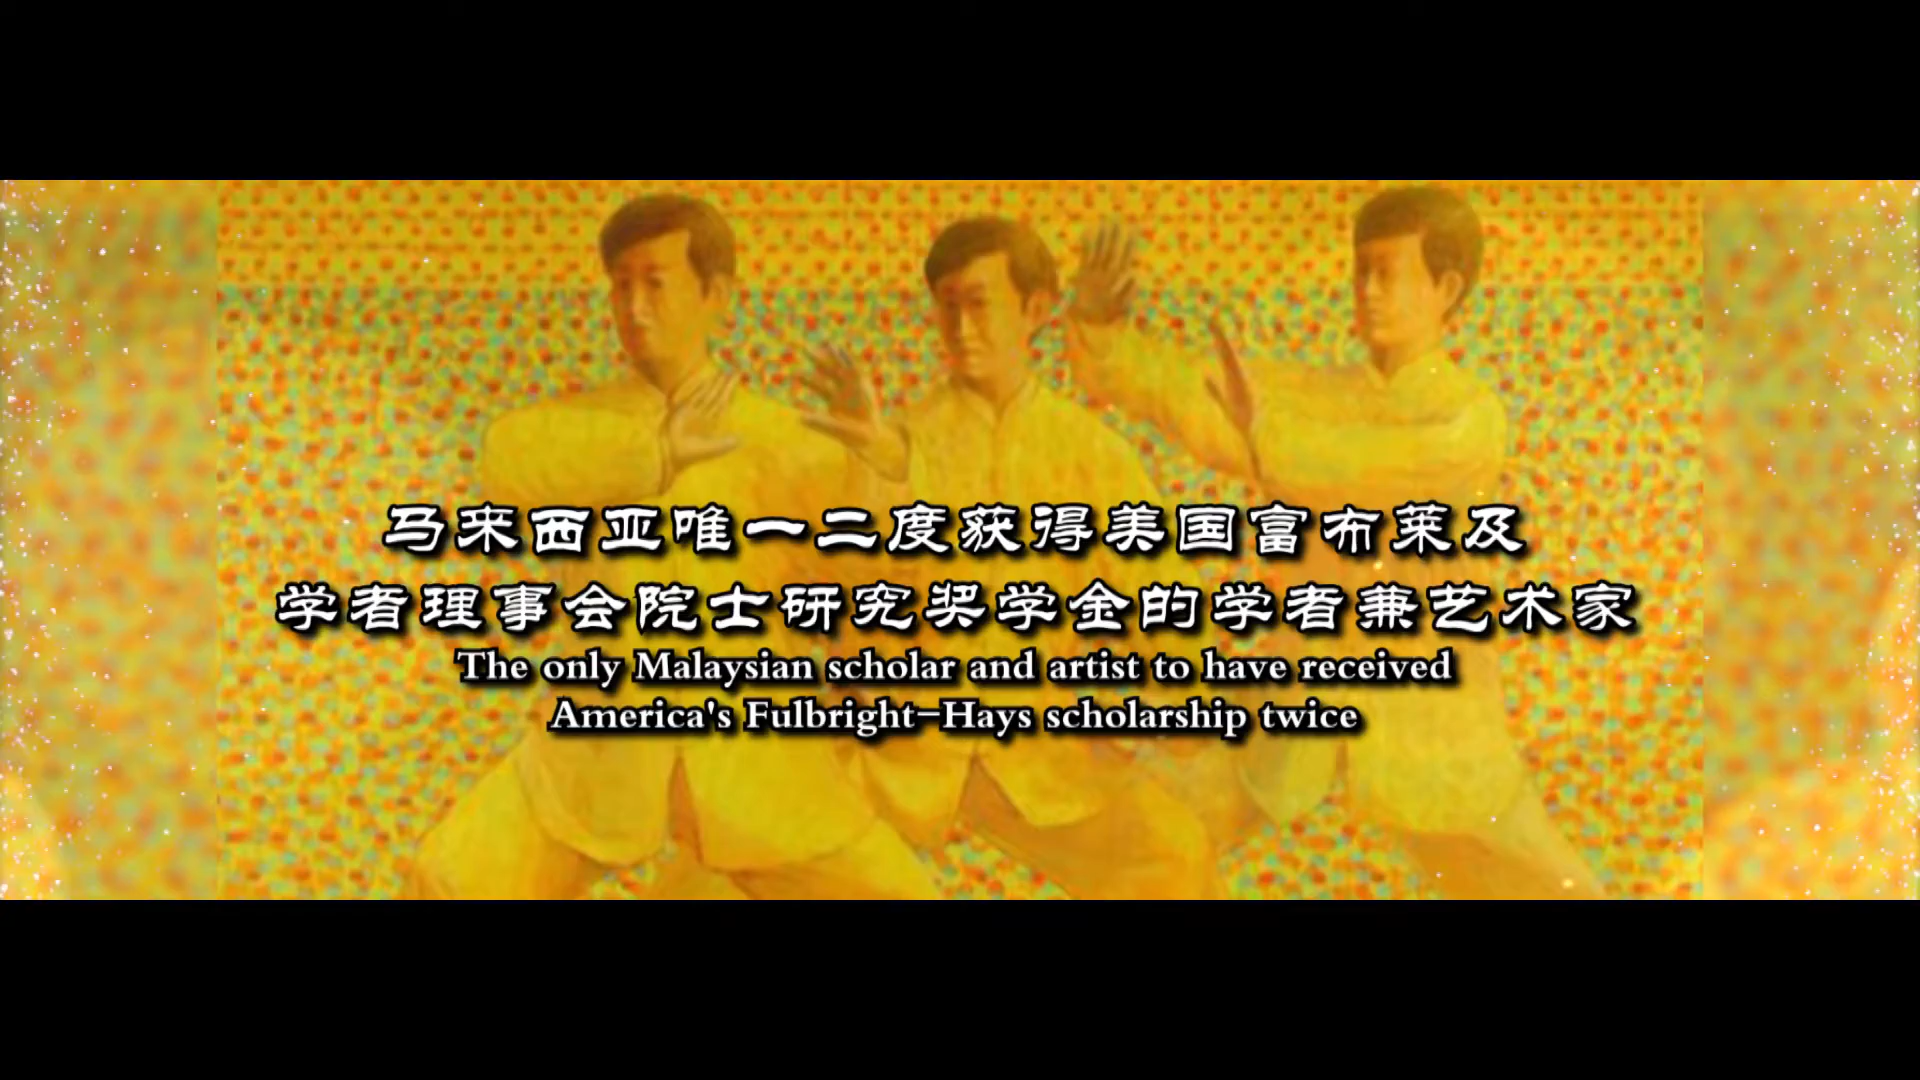 马来西亚唯一二度获得美国富布莱及
学者理事会院士研究奖学金的学者兼艺术家
The only Malaysian scholar and artist to have received
America's Fulbright-Hays scholarship twice